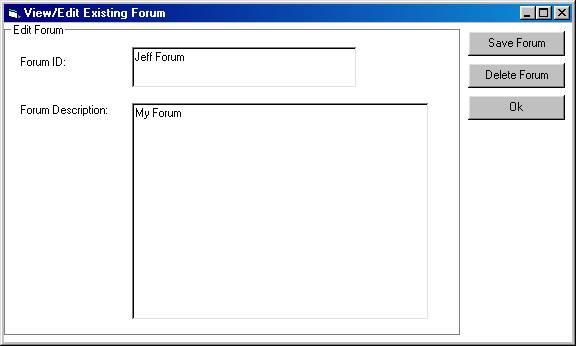 View/Edit Existing Forum
Edit Forum
Forum ID:
Jeff Forum
Forum Description:
My Forum
Save Forum
Delete Forum
Ok